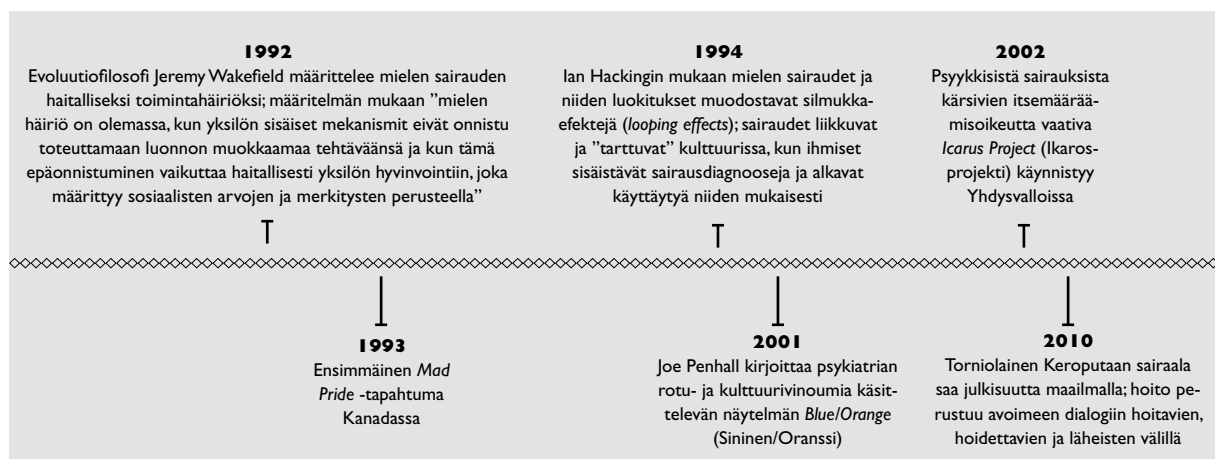 1992
Evoluutiofilosofi Jeremy Wakefield määrittelee mielen sairauden
haitalliseksi toimintahäiriöksi; määritelmän mukaan ”mielen
häiriö on olemassa, kun yksilön sisäiset mekanismit eivät onnistu
toteuttamaan luonnon muokkaamaa tehtäväänsä ja kun tämä
epäonnistuminen vaikuttaa haitallisesti yksilön hyvinvointiin, joka
määrittyy sosiaalisten arvojen ja merkitysten perusteella”
1994
Ian Hackingin mukaan mielen sairaudet ja
niiden luokitukset muodostavat silmukka-
efektejä (looping effects); sairaudet liikkuvat
ja ”tarttuvat” kulttuurissa, kun ihmiset
sisäistävät sairausdiagnooseja ja alkavat
käyttäytyä niiden mukaisesti
2002
Psyykkisistä sairauksista
kärsivien itsemäärää-
misoikeutta vaativa
Icarus Project (Ikaros-
projekti) käynnistyy
Yhdysvalloissa
1993
Ensimmäinen Mad
Pride -tapahtuma
Kanadassa
2001
Joe Penhall kirjoittaa psykiatrian
rotu- ja kulttuurivinoumia käsit-
televän näytelmän Blue/Orange
(Sininen/Oranssi)
2010
Torniolainen Keroputaan sairaala
saa julkisuutta maailmalla; hoito pe-
rustuu avoimeen dialogiin hoitavien,
hoidettavien ja läheisten välillä